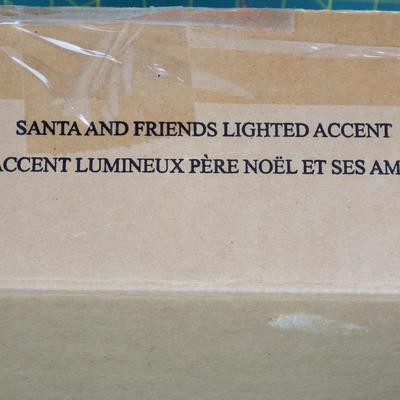 SANTA AND FRIENDS LIGHTED ACCENT
ACCENT LUMINEUX PÈRE NOËL ET SES AM